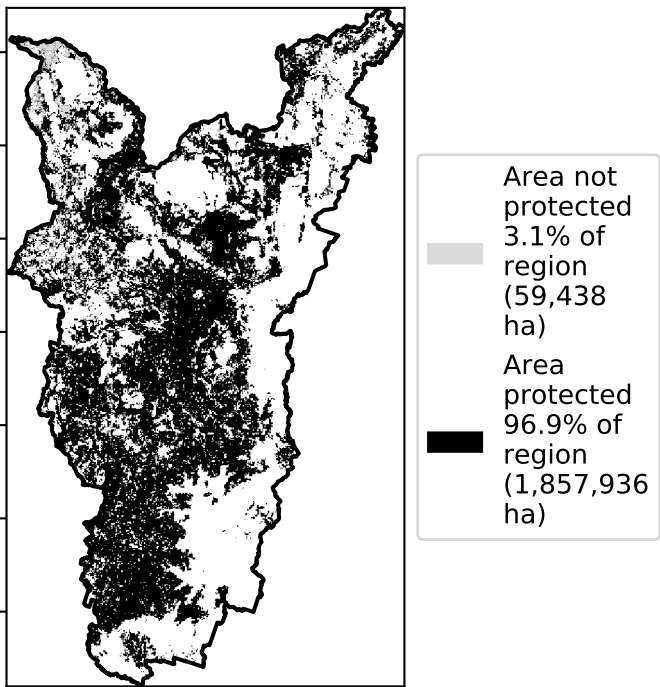 Area not
protected
3.1% of
region
(59,438
ha)
Area
protected
96.9% of
region
(1,857,936
ha)